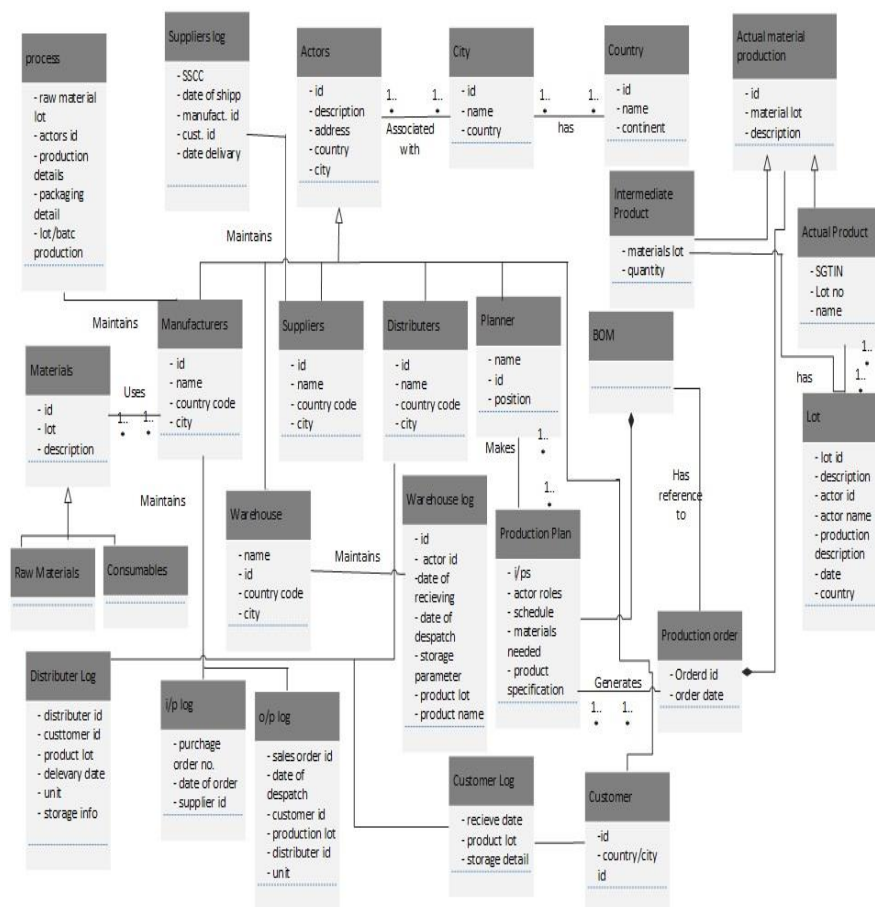 process
- raw material
lot
- actors id
- production
details
- packaging
detail
- lot/batc
production
Suppliers log
- SSCC
- date of shipp
- manufact. id
- cust. id
- date delivary
Actors
- id
- description
- address
- country
- city
1..
*
1..
*
Associated
with
City
- id
- name
- country
1..
*
1..
*
has
Country
- id
- name
- continent
Actual material
production
- id
- material lot
- description
Intermediate
Product
- materials lot
- quantity
Actual Product
- SGTIN
- Lot no
- name
Maintains
Maintains
Manufacturers
- id
- name
- country code
- city
Suppliers
- id
- name
- country code
- city
Distributers
- id
- name
- country code
- city
Planner
- name
- id
- position
BOM
1..
*
1..
*
has
Materials
- id
- lot
- description
Uses
1..
*
1..
*
Lot
- lot id
- description
- actor id
- actor name
- production
description
- date
- country
Makes
1..
*
1..
*
Has
reference
to
Maintains
Raw Materials
Consumables
Warehouse
- name
- id
- country code
- city
Maintains
Warehouse log
- id
- actor id
-date of
recieving
- date of
despatch
- storage
parameter
- product lot
- product name
Production Plan
- i/ps
- actor roles
- schedule
- materials
needed
- product
specification
Generates
1..
*
1..
*
Production order
- Orderd id
- order date
Distributer Log
- distributer id
- custtomer id
- product lot
- delevary date
- unit
- storage info
i/p log
- purchage
order no.
- date of order
- supplier id
o/p log
- sales order id
- date of
despatch
- customer id
- production lot
- distributer id
- unit
Customer Log
- recieve date
- product lot
- storage detail
Customer
-id
- country/city
id